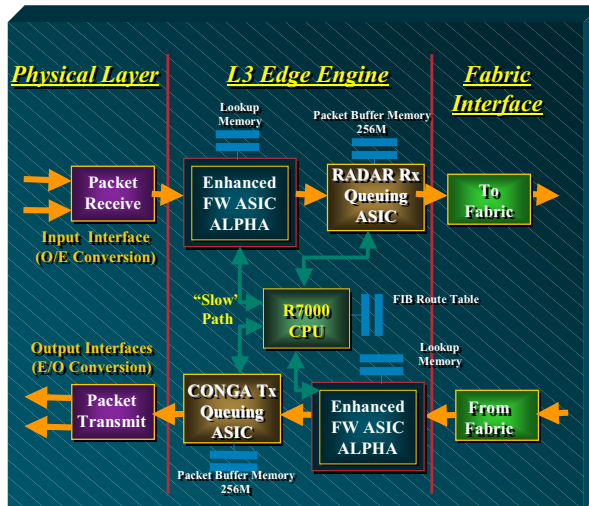 Physical Layer
L3 Edge Engine
Fabric
Interface
Lookup
Memory
Packet Buffer Memory
256M
Packet
Receive
Enhanced
FW ASIC
ALPHA
RADAR Rx
Queuing
ASIC
To
Fabric
Input Interface
(O/E Conversion)
“Slow’
Path
R7000
CPU
FIB Route Table
Output Interfaces
(E/O Conversion)
Lookup
Memory
Packet
Transmit
CONGA Tx
Queuing
ASIC
Enhanced
FW ASIC
ALPHA
From
Fabric
Packet Buffer Memory
256M